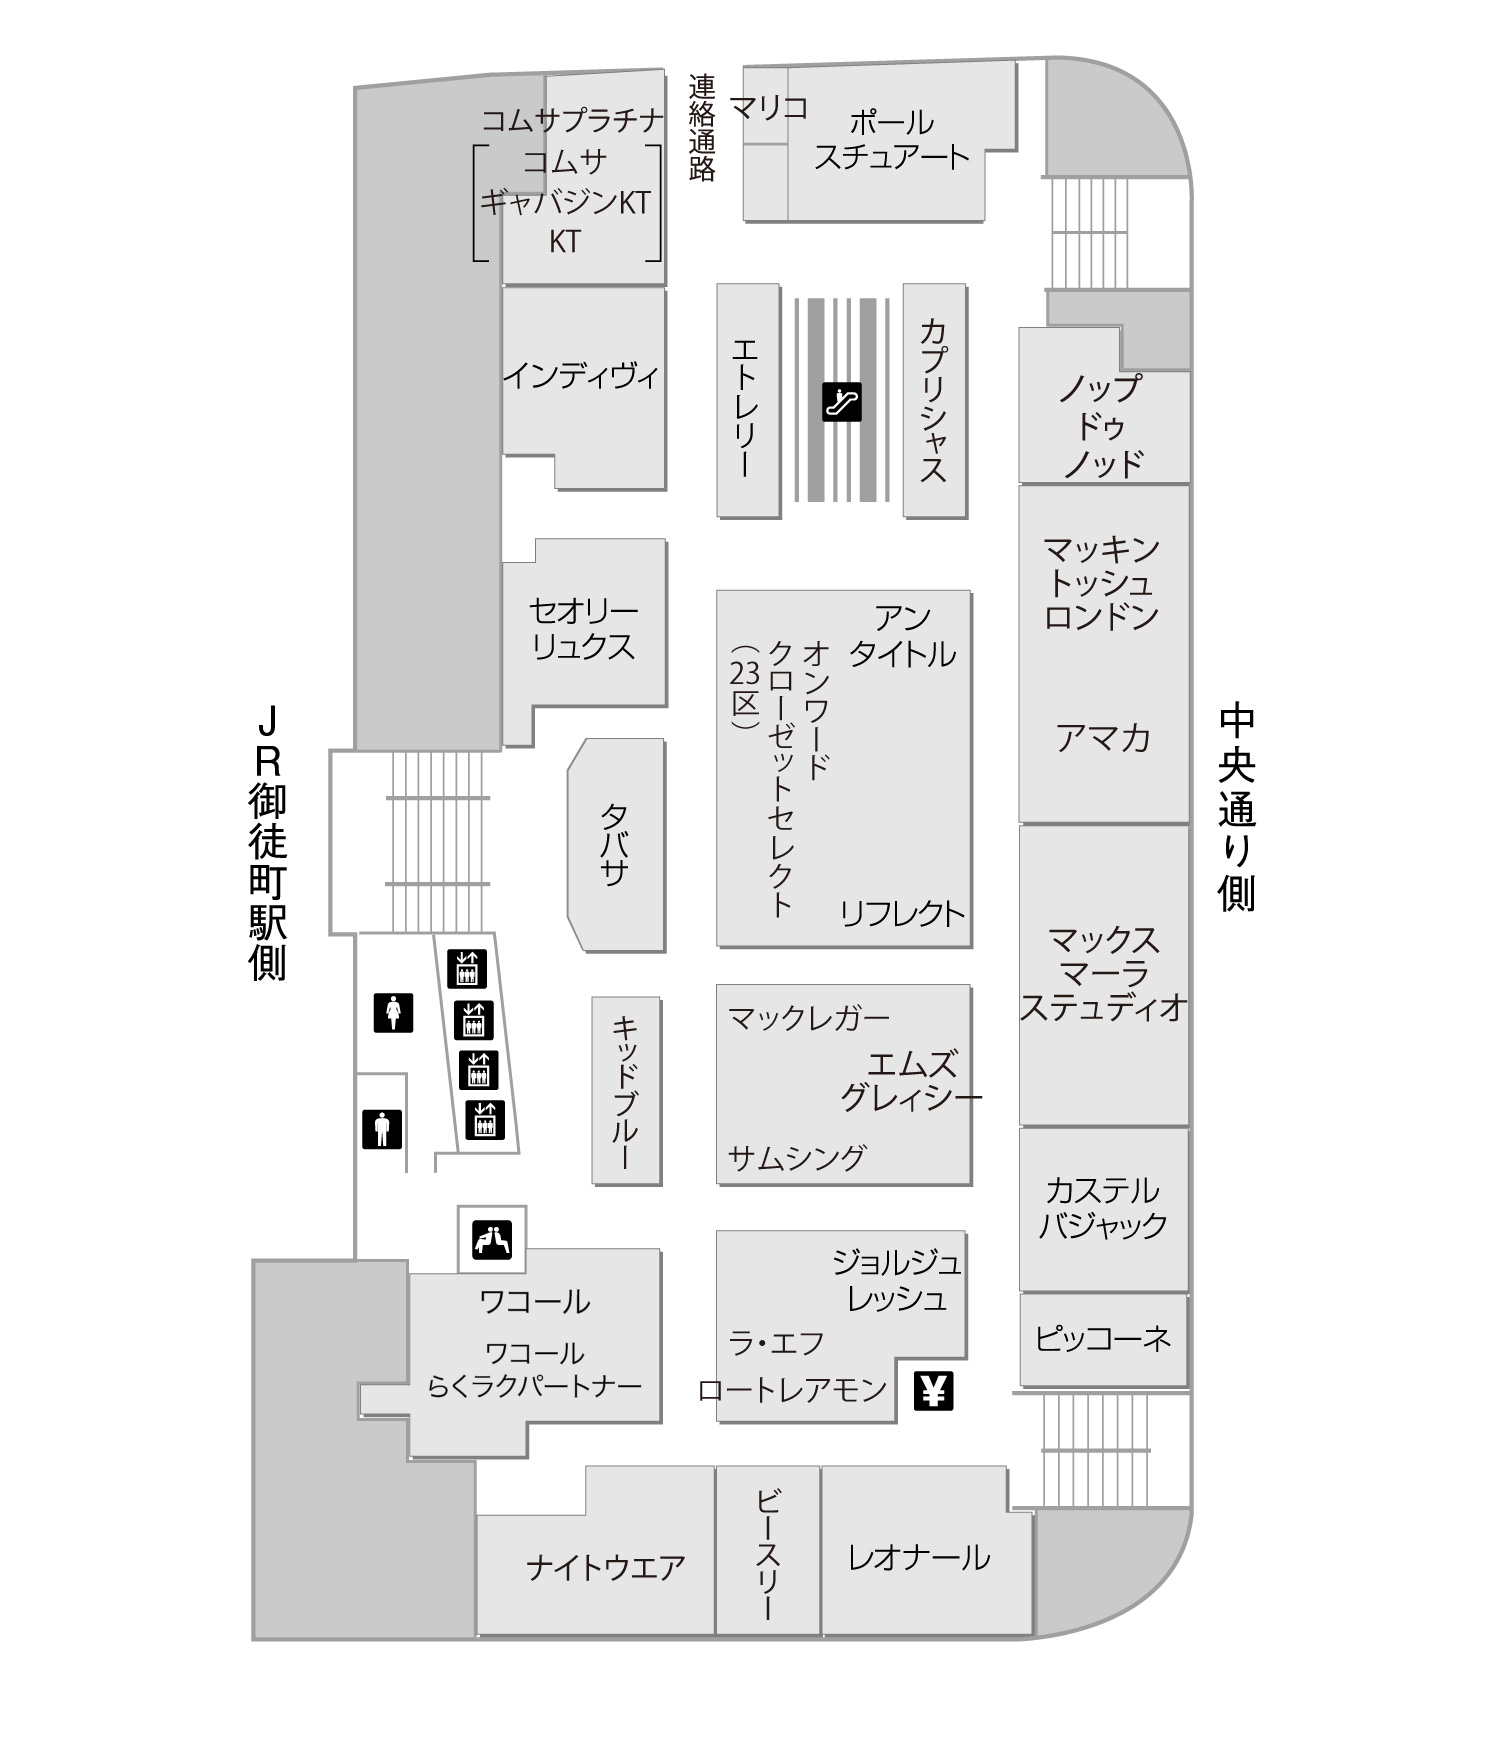 コムサプラチナ
コムサ
ギャバジンKT
KT
連絡通路
マリコ
ポール
スチュアート
インディヴィ
エトレリー
カプリシャス
ノップ
ドゥ
ノッド
セオリー
リュクス
アン
タイトル
オンワード
クローゼットセレクト
(23区)
リフレクト
マッキン
トッシュ
ロンドン
アマカ
JR御徒町駅側
中央通り側
タバサ
マックス
マーラ
ステュディオ
キッドブルー
マックレガー
エムズ
グレイシー
サムシング
カステル
バジャック
ワコール
ワコール
らくラクパートナー
ジョルジュ
レッシュ
ラ・エフ
ロートレアモン
¥
ピッコーネ
ナイトウエア
ビースリー
レオナール